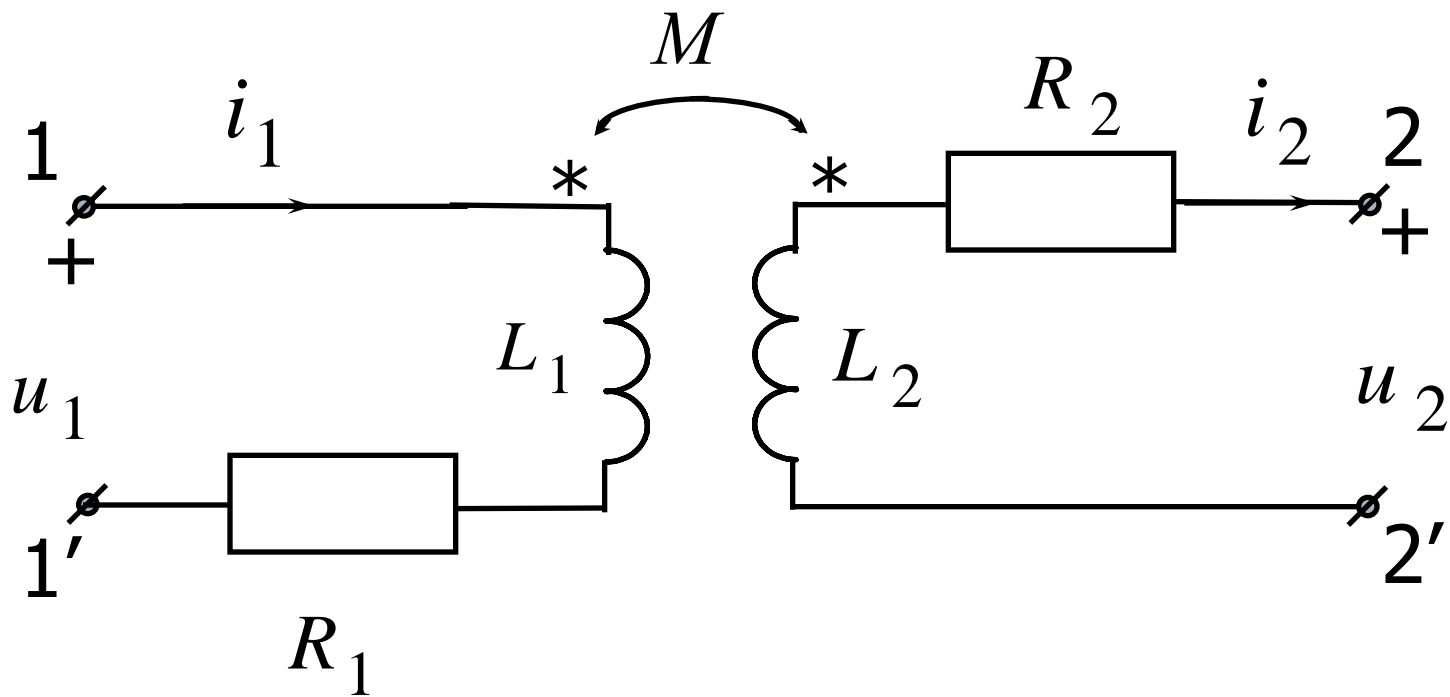 M
R₂
i₁
i₂
1
2
*
*
+
+
L₁
L₂
u₁
u₂
1′
2′
R₁